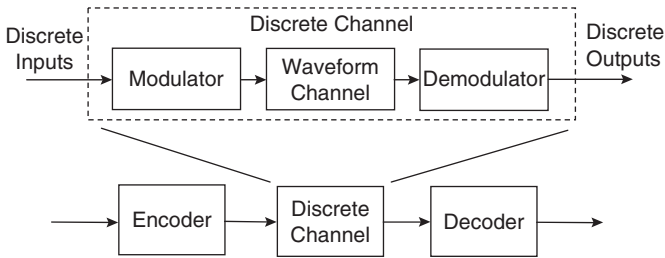 Discrete Channel
Discrete
Inputs
Modulator
Waveform
Channel
Demodulator
Discrete
Outputs
Encoder
Discrete
Channel
Decoder